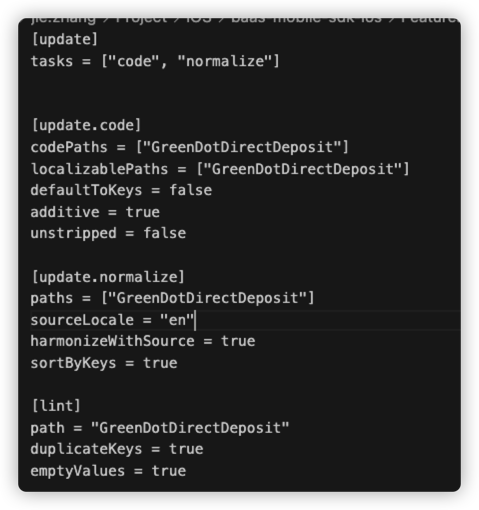 jie.zhang > Project > iOS > baas-mobile-sdk-ios > Feature
[update]
tasks = ["code", "normalize"]
[update.code]
codePaths = ["GreenDotDirectDeposit"]
localizablePaths = ["GreenDotDirectDeposit"]
defaultToKeys = false
additive = true
unstripped = false
[update.normalize]
paths = ["GreenDotDirectDeposit"]
sourceLocale = "en"
harmonizeWithSource = true
sortByKeys = true
[lint]
path = "GreenDotDirectDeposit"
duplicateKeys = true
emptyValues = true